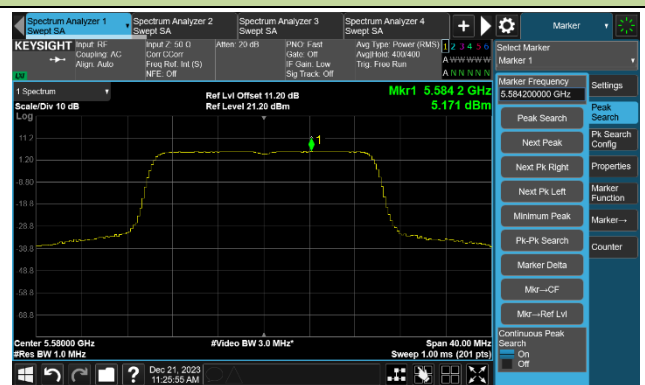 Spectrum Analyzer 1
Swept SA
Spectrum Analyzer 2
Swept SA
Spectrum Analyzer 3
Swept SA
Spectrum Analyzer 4
Swept SA
+
Marker
KEYSIGHT
Input: RF
Coupling: AC
Align: Auto
Input Z: 50 Ω
Corr CCorr
Freq Ref: Int (S)
NFE: Off
Atten: 20 dB
PNO: Fast
Gate: Off
IF Gain: Low
Sig Track: Off
Avg Type: Power (RMS)
Avg|Hold: 400/400
Trig: Free Run
1 2 3 4 5 6
A W W W W W
A N N N N N
LV
Select Marker
Marker 1
1 Spectrum
Scale/Div 10 dB
Log
Ref Lvl Offset 11.20 dB
Ref Level 21.20 dBm
Mkr1 5.584 2 GHz
5.171 dBm
11.2
1.20
-8.80
-18.8
-28.8
-38.8
-48.8
-58.8
-68.8
1
Center 5.58000 GHz
#Res BW 1.0 MHz
#Video BW 3.0 MHz*
Span 40.00 MHz
Sweep 1.00 ms (201 pts)
Marker Frequency
5.584200000 GHz
Peak Search
Next Peak
Next Pk Right
Next Pk Left
Minimum Peak
Pk-Pk Search
Marker Delta
Mkr→CF
Mkr→Ref Lvl
Continuous Peak
Search
On
Off
Settings
Peak
Search
Pk Search
Config
Properties
Marker
Function
Marker→
Counter
?
Dec 21, 2023
11:25:55 AM